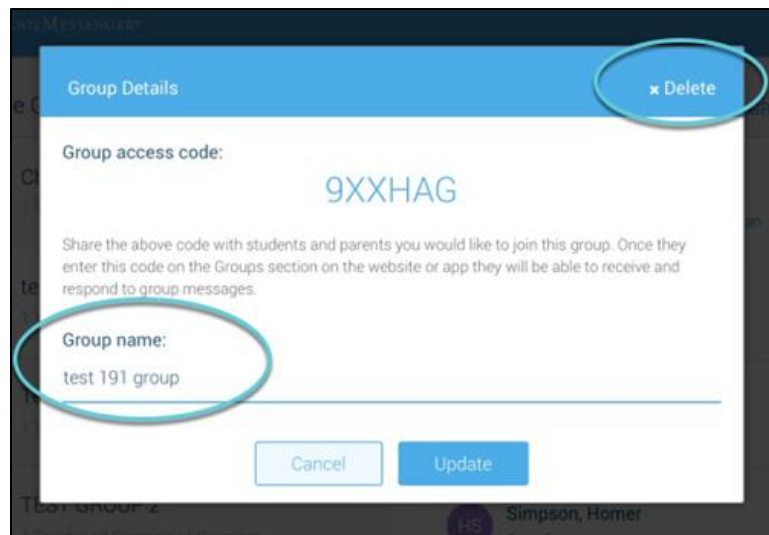 Group Details
× Delete
Group access code:
9XXHAG
Share the above code with students and parents you would like to join this group. Once they
enter this code on the Groups section on the website or app they will be able to receive and
respond to group messages.
Group name:
test 191 group
Cancel
Update
TEST GROUP 2
HS
Simpson, Homer